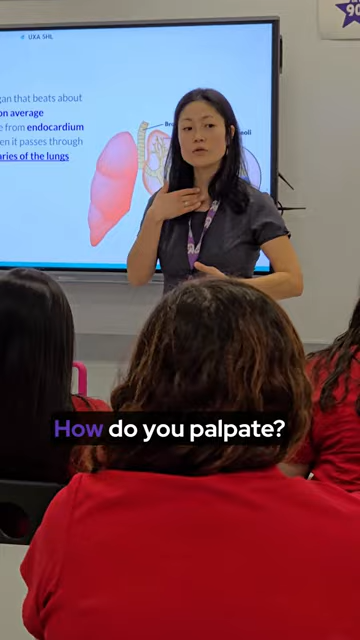 # UXA SHL
90
gan that beats about
on average
e from endocardium
en it passes through
aries of the lungs
How do you palpate?